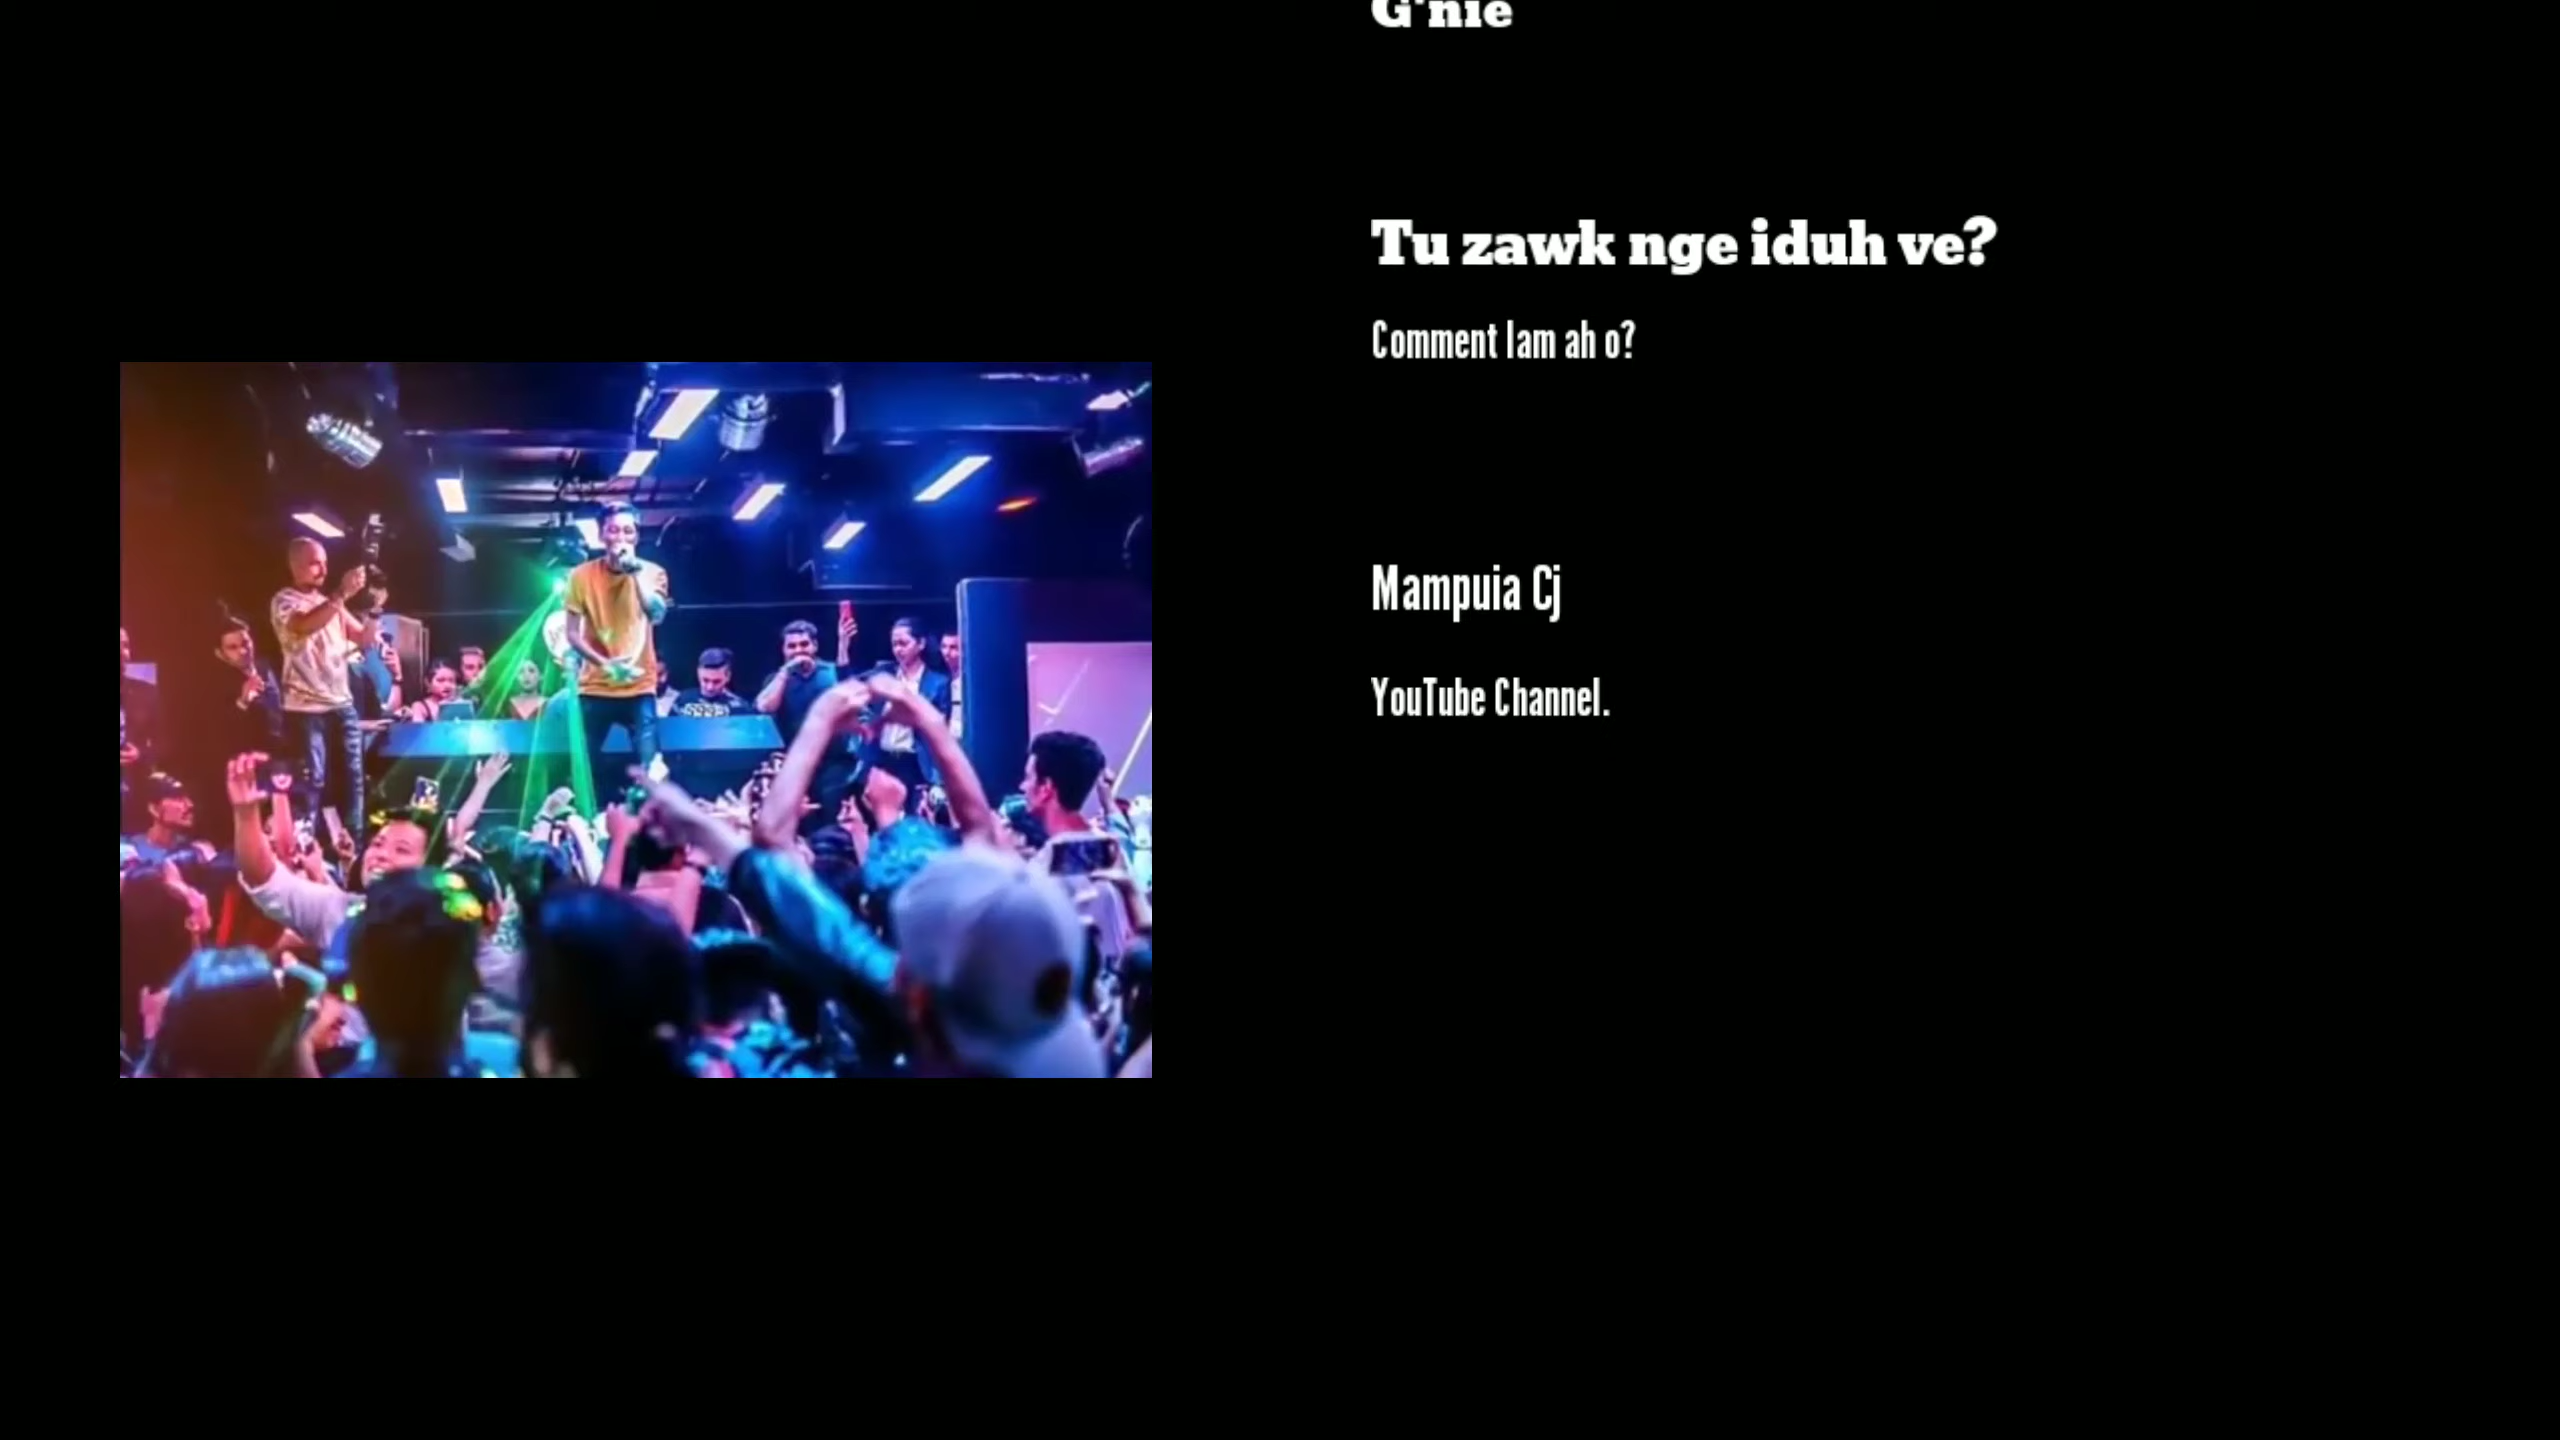 G'nie
Tu zawk nge iduh ve?
Comment lam ah o?
Mampuia Cj
YouTube Channel.